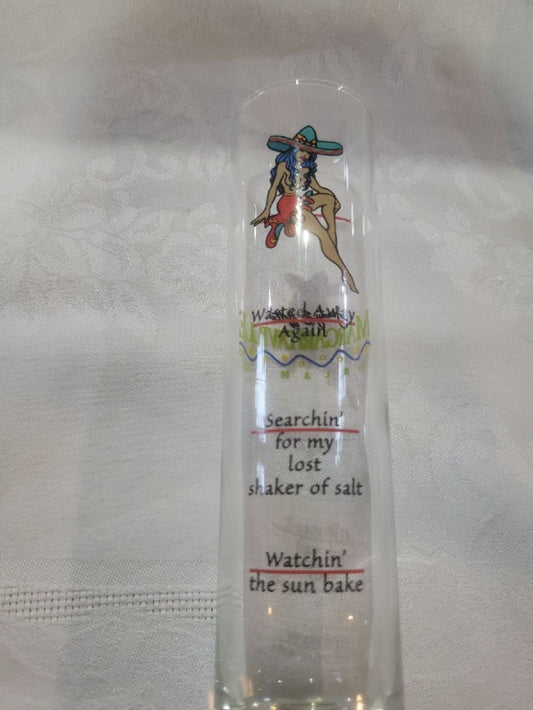 Wasted Away
Again
Searchin'
for my
lost
shaker of salt
Watchin'
the sun bake